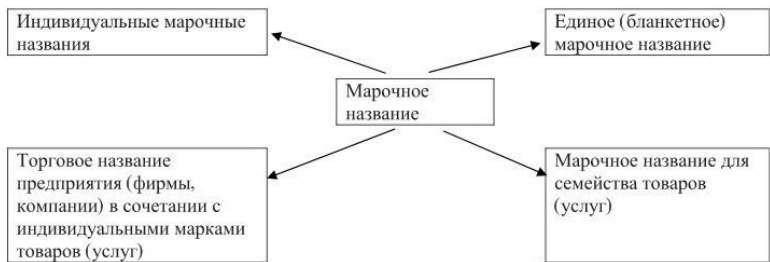 Индивидуальные марочные
названия
Единое (бланкетное)
марочное название
Марочное
название
Торговое название
предприятия (фирмы,
компании) в сочетании с
индивидуальными марками
товаров (услуг)
Марочное название для
семейства товаров
(услуг)